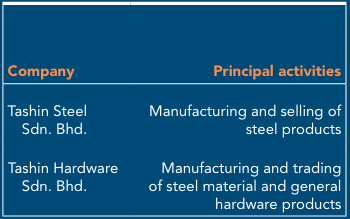 Company Principal activities
Tashin Steel Manufacturing and selling of
Sdn. Bhd. steel products
Tashin Hardware Manufacturing and trading
Sdn. Bhd. of steel material and general
hardware products